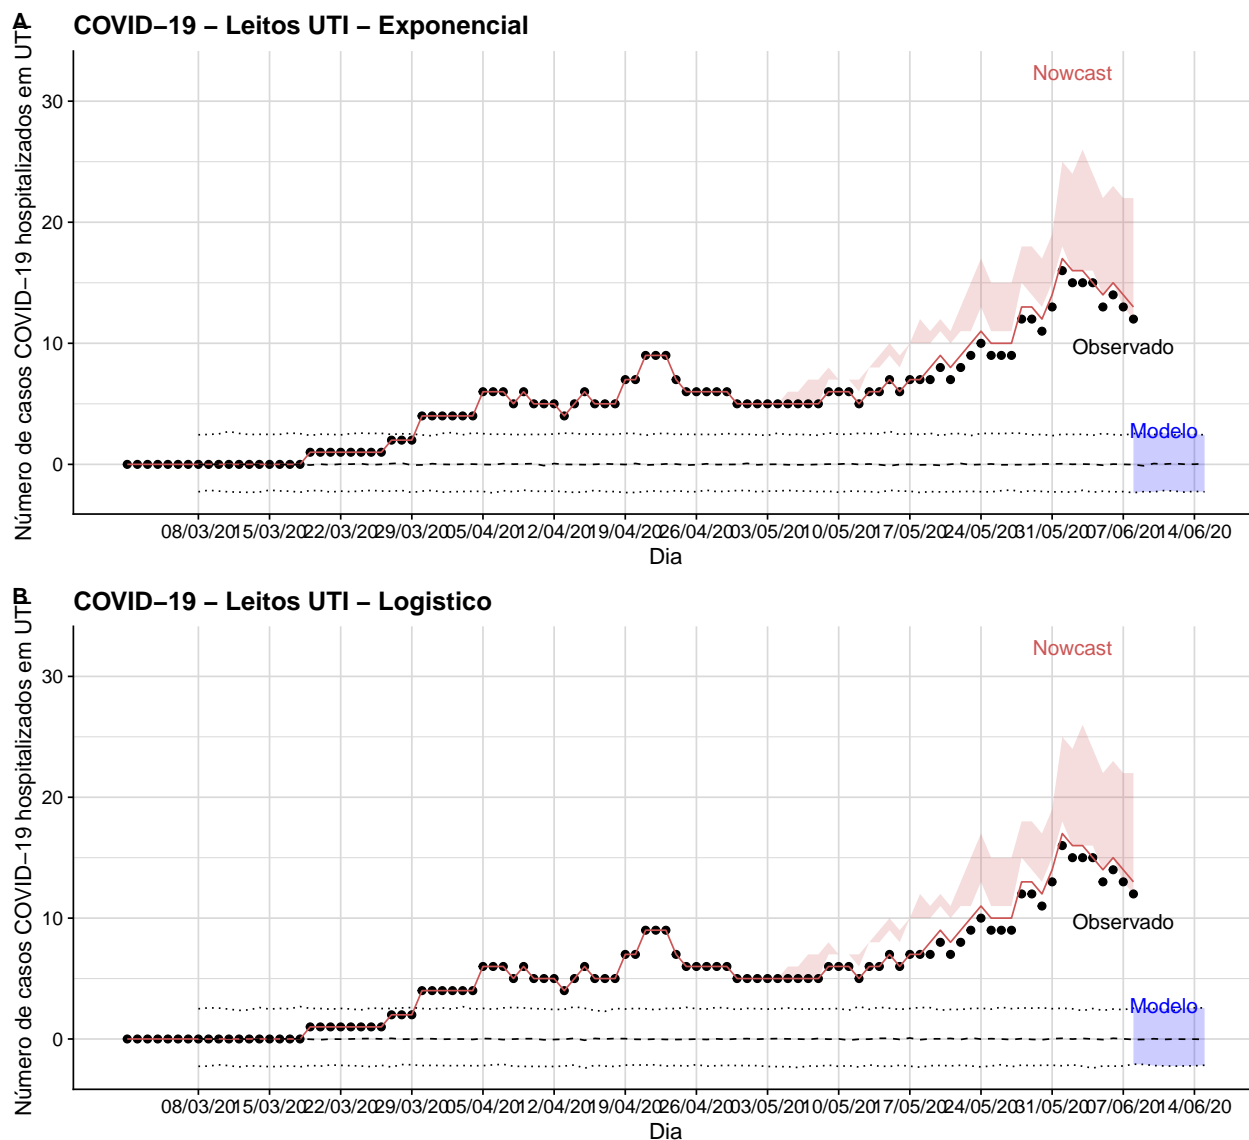 A
COVID−19 − Leitos UTI − Exponencial
Número de casos COVID−19 hospitalizados em UTI
Nowcast
30
20
Observado
10
Modelo
0
08/03/20 15/03/20 22/03/20 29/03/20 05/04/20 12/04/20 19/04/20 26/04/20 03/05/20 10/05/20 17/05/20 24/05/20 31/05/20 07/06/20 14/06/20
Dia
B
COVID−19 − Leitos UTI − Logistico
Número de casos COVID−19 hospitalizados em UTI
Nowcast
30
20
Observado
10
Modelo
0
08/03/20 15/03/20 22/03/20 29/03/20 05/04/20 12/04/20 19/04/20 26/04/20 03/05/20 10/05/20 17/05/20 24/05/20 31/05/20 07/06/20 14/06/20
Dia